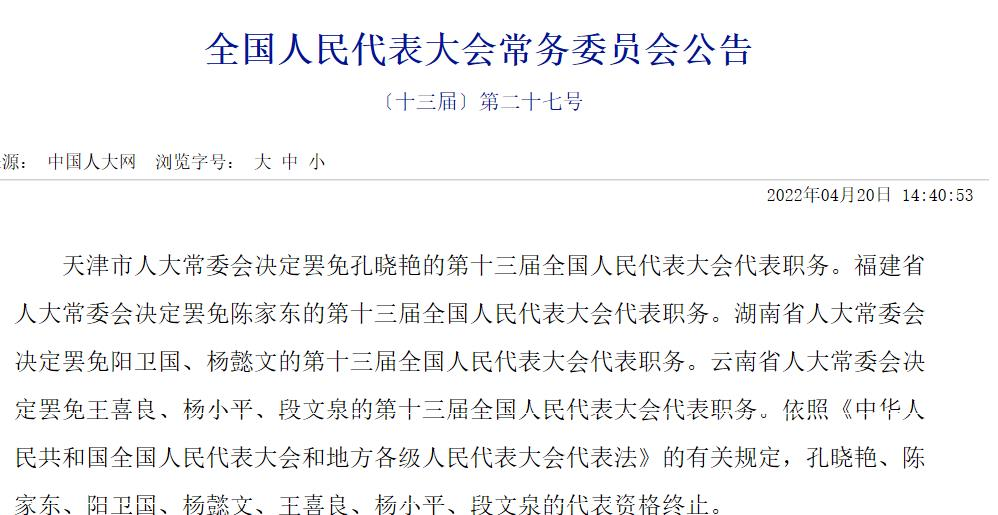 全国人民代表大会常务委员会公告
〔十三届〕第二十七号
源： 中国人大网 浏览字号： 大 中 小
2022年04月20日 14:40:53
天津市人大常委会决定罢免孔晓艳的第十三届全国人民代表大会代表职务。福建省
人大常委会决定罢免陈家东的第十三届全国人民代表大会代表职务。湖南省人大常委会
决定罢免阳卫国、杨懿文的第十三届全国人民代表大会代表职务。云南省人大常委会决
定罢免王喜良、杨小平、段文泉的第十三届全国人民代表大会代表职务。依照《中华人
民共和国全国人民代表大会和地方各级人民代表大会代表法》的有关规定，孔晓艳、陈
家东、阳卫国、杨懿文、王喜良、杨小平、段文泉的代表资格终止。